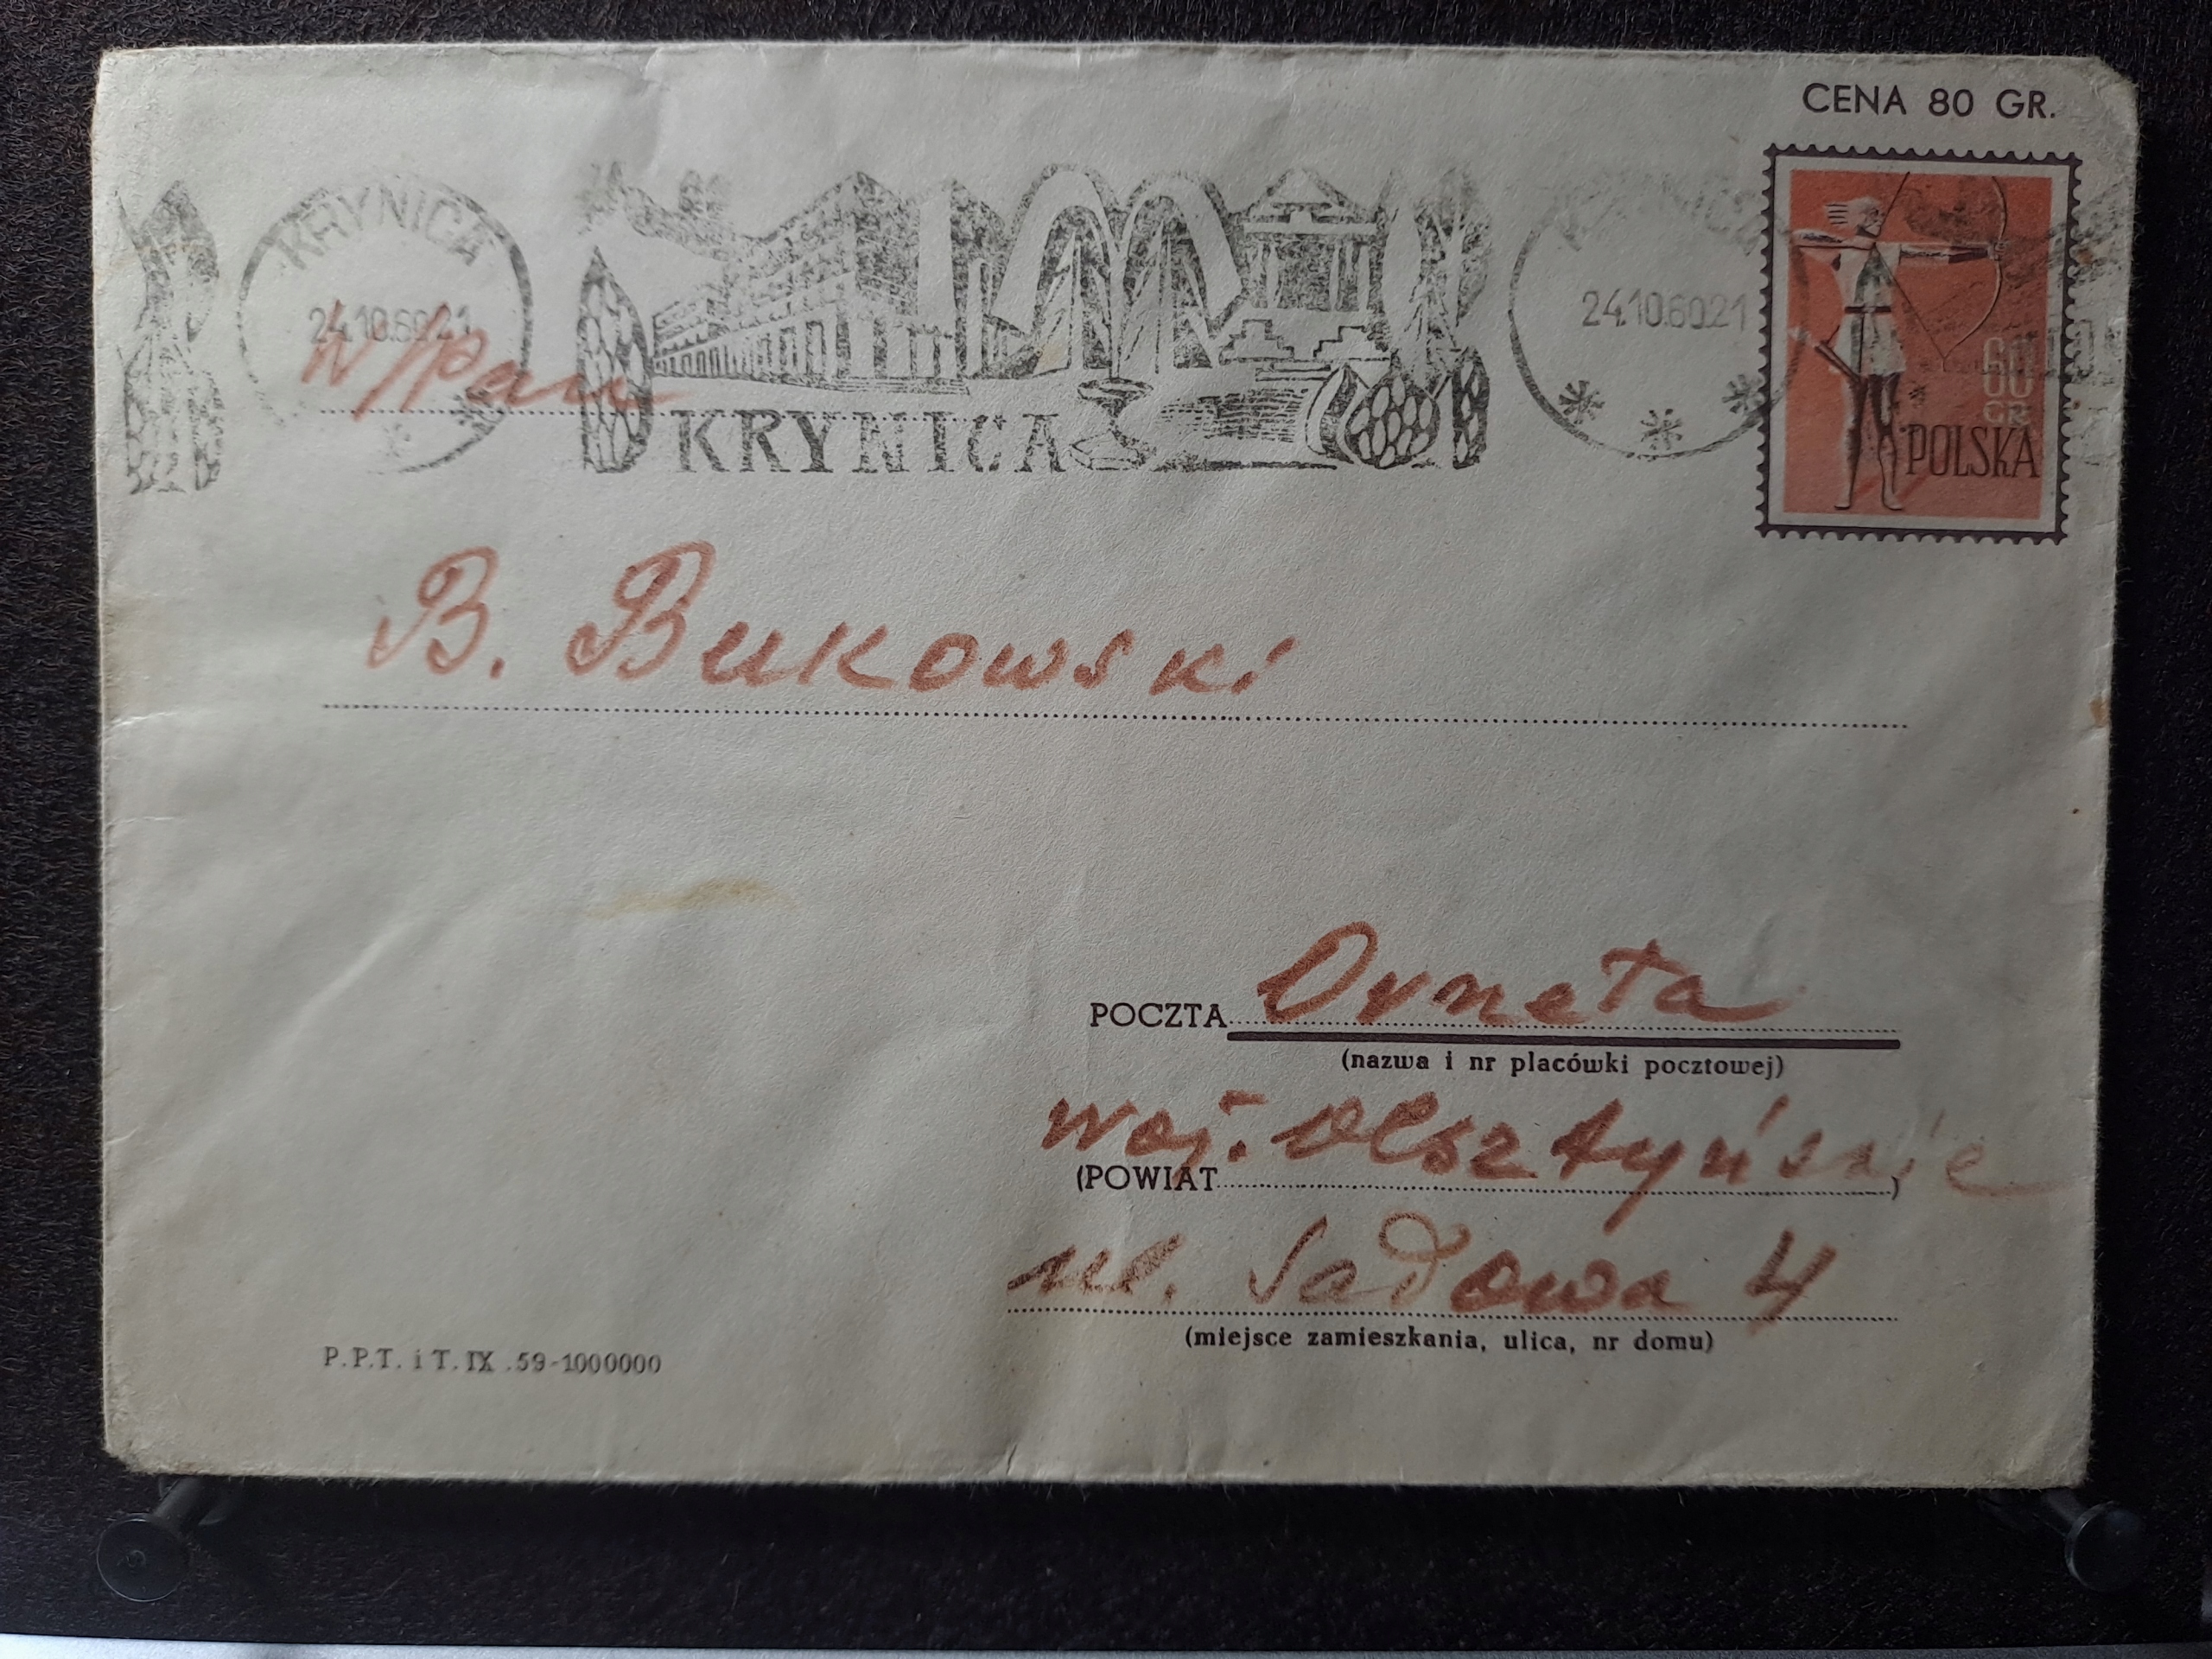 CENA 80 GR.
KRYNICA
24.10.60.21
KRYNICA
24.10.60.21
60
GR
POLSKA
W/Pan
B. Bukowski
POCZTA Orneta
(nazwa i nr placówki pocztowej)
woj. Olsztyńskie
(POWIAT )
ul. Sadowa 4
(miejsce zamieszkania, ulica, nr domu)
P.P.T. i T. IX .59-1000000